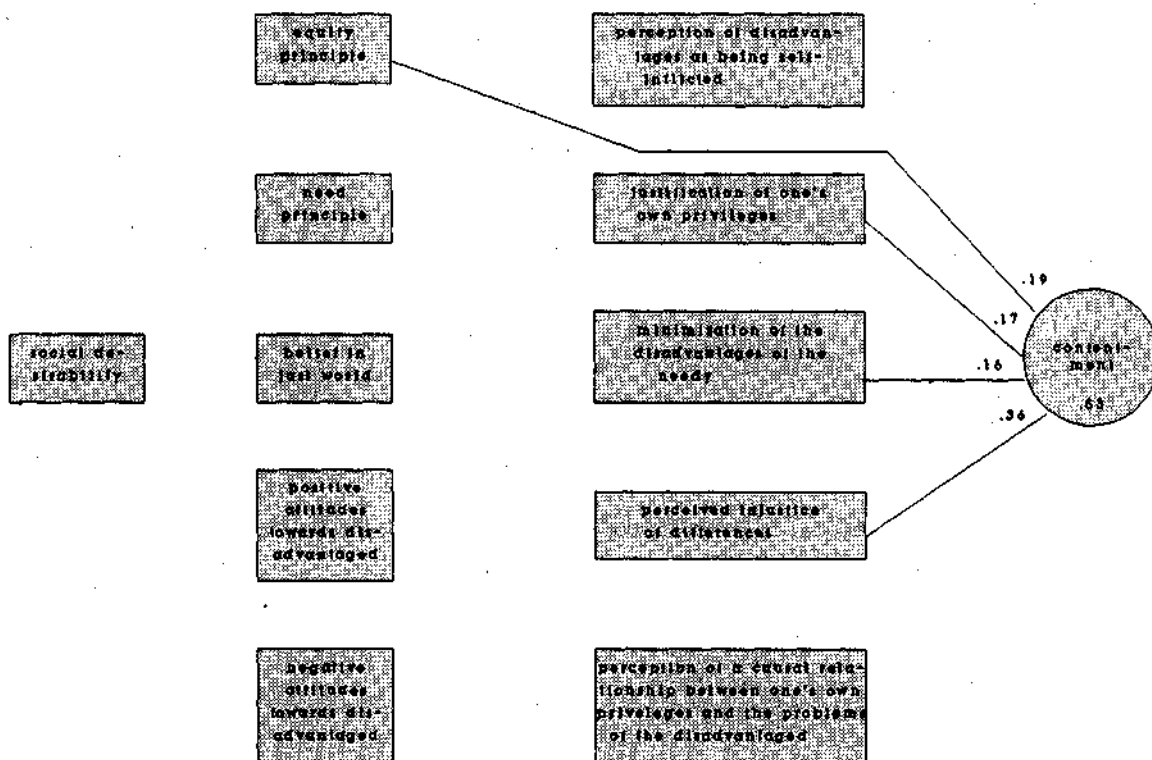 equity
principle
perception of disadvan-
tages as being self-
inflicted
need
principle
justification of one's
own privileges
.19
.17
social de-
sirability
belief in
just world
minimisation of the
disadvantages of the
needy
.16
content-
ment
.36
positive
attitudes
towards dis-
advantaged
perceived injustice
of differences
negative
attitudes
towards dis-
advantaged
perception of a causal rela-
tionship between one's own
priveleges and the problems
of the disadvantaged